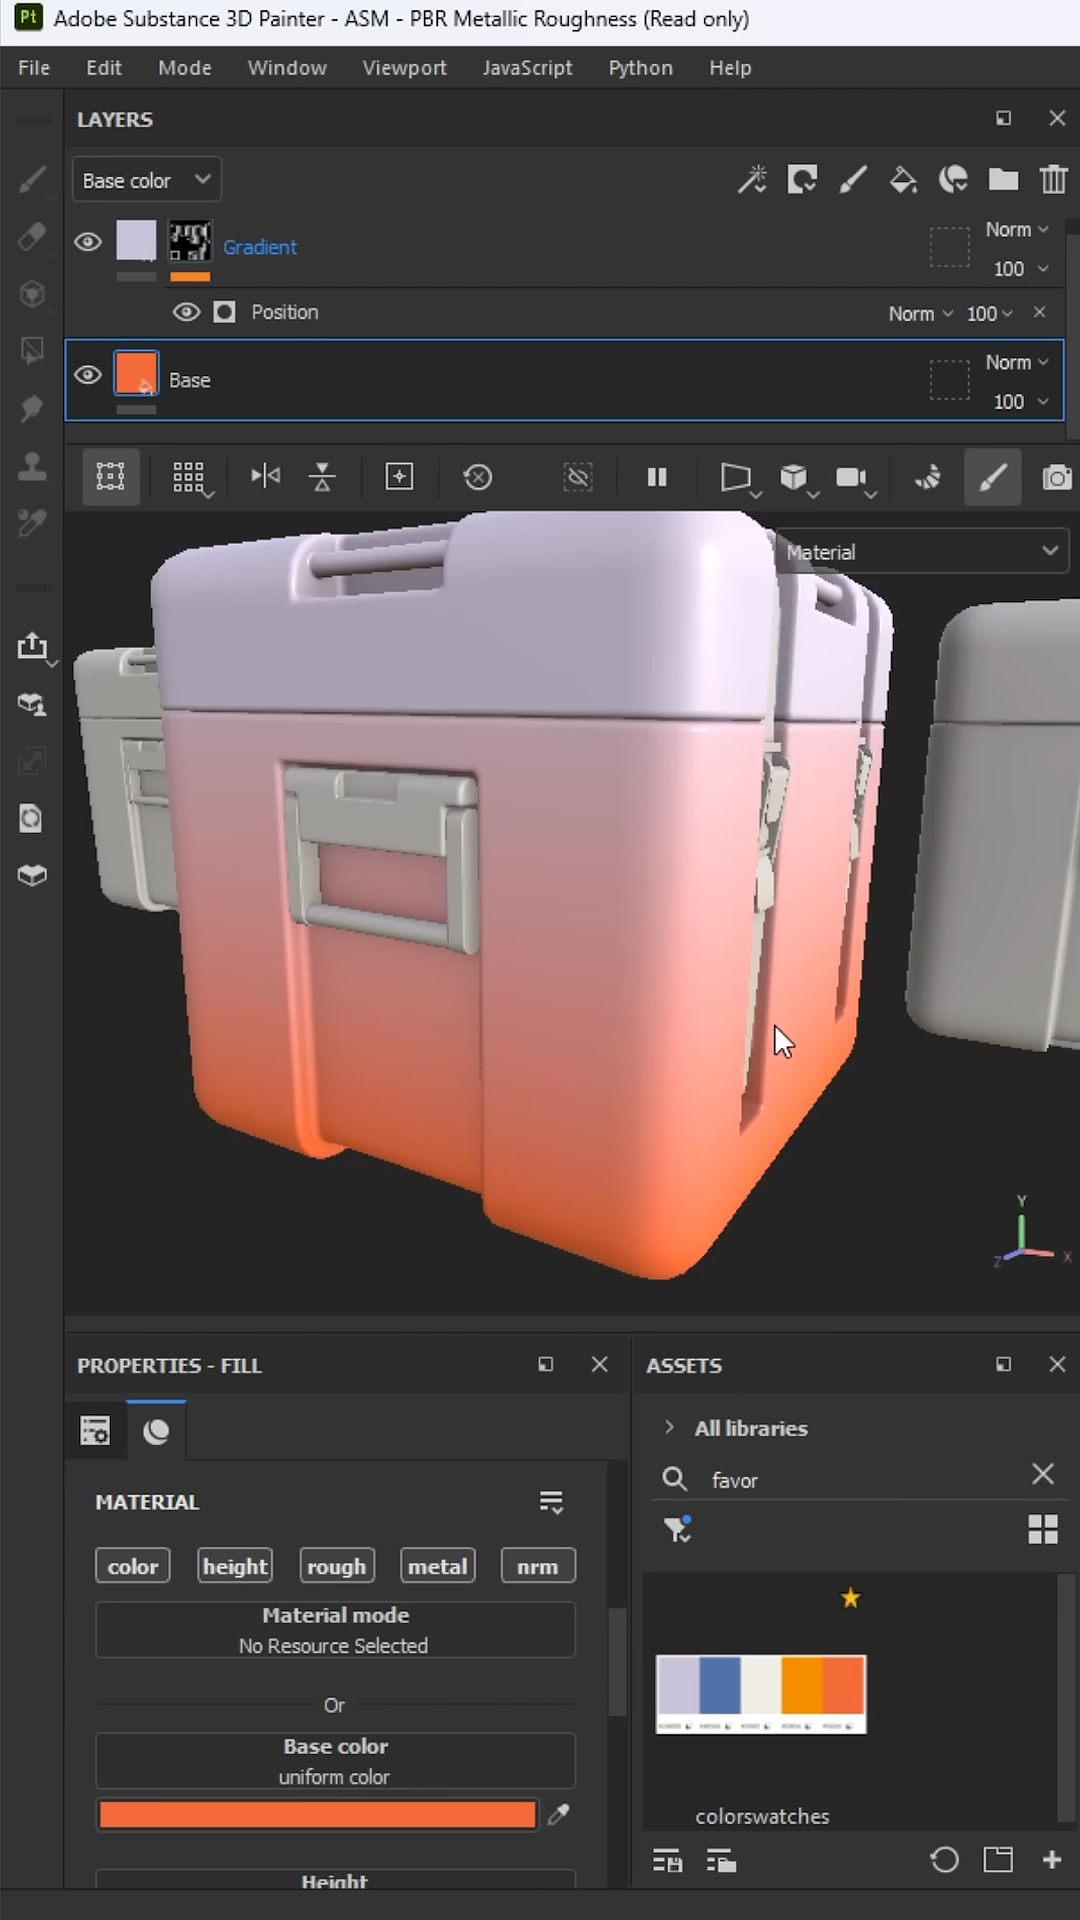 Pt Adobe Substance 3D Painter - ASM - PBR Metallic Roughness (Read only)
File Edit Mode Window Viewport JavaScript Python Help
LAYERS
Base color
Gradient
Norm
100
Position Norm 100
Base
Norm
100
Material
Y
Z X
PROPERTIES - FILL
MATERIAL
color height rough metal nrm
Material mode
No Resource Selected
Or
Base color
uniform color
Height
ASSETS
All libraries
favor
colorswatches